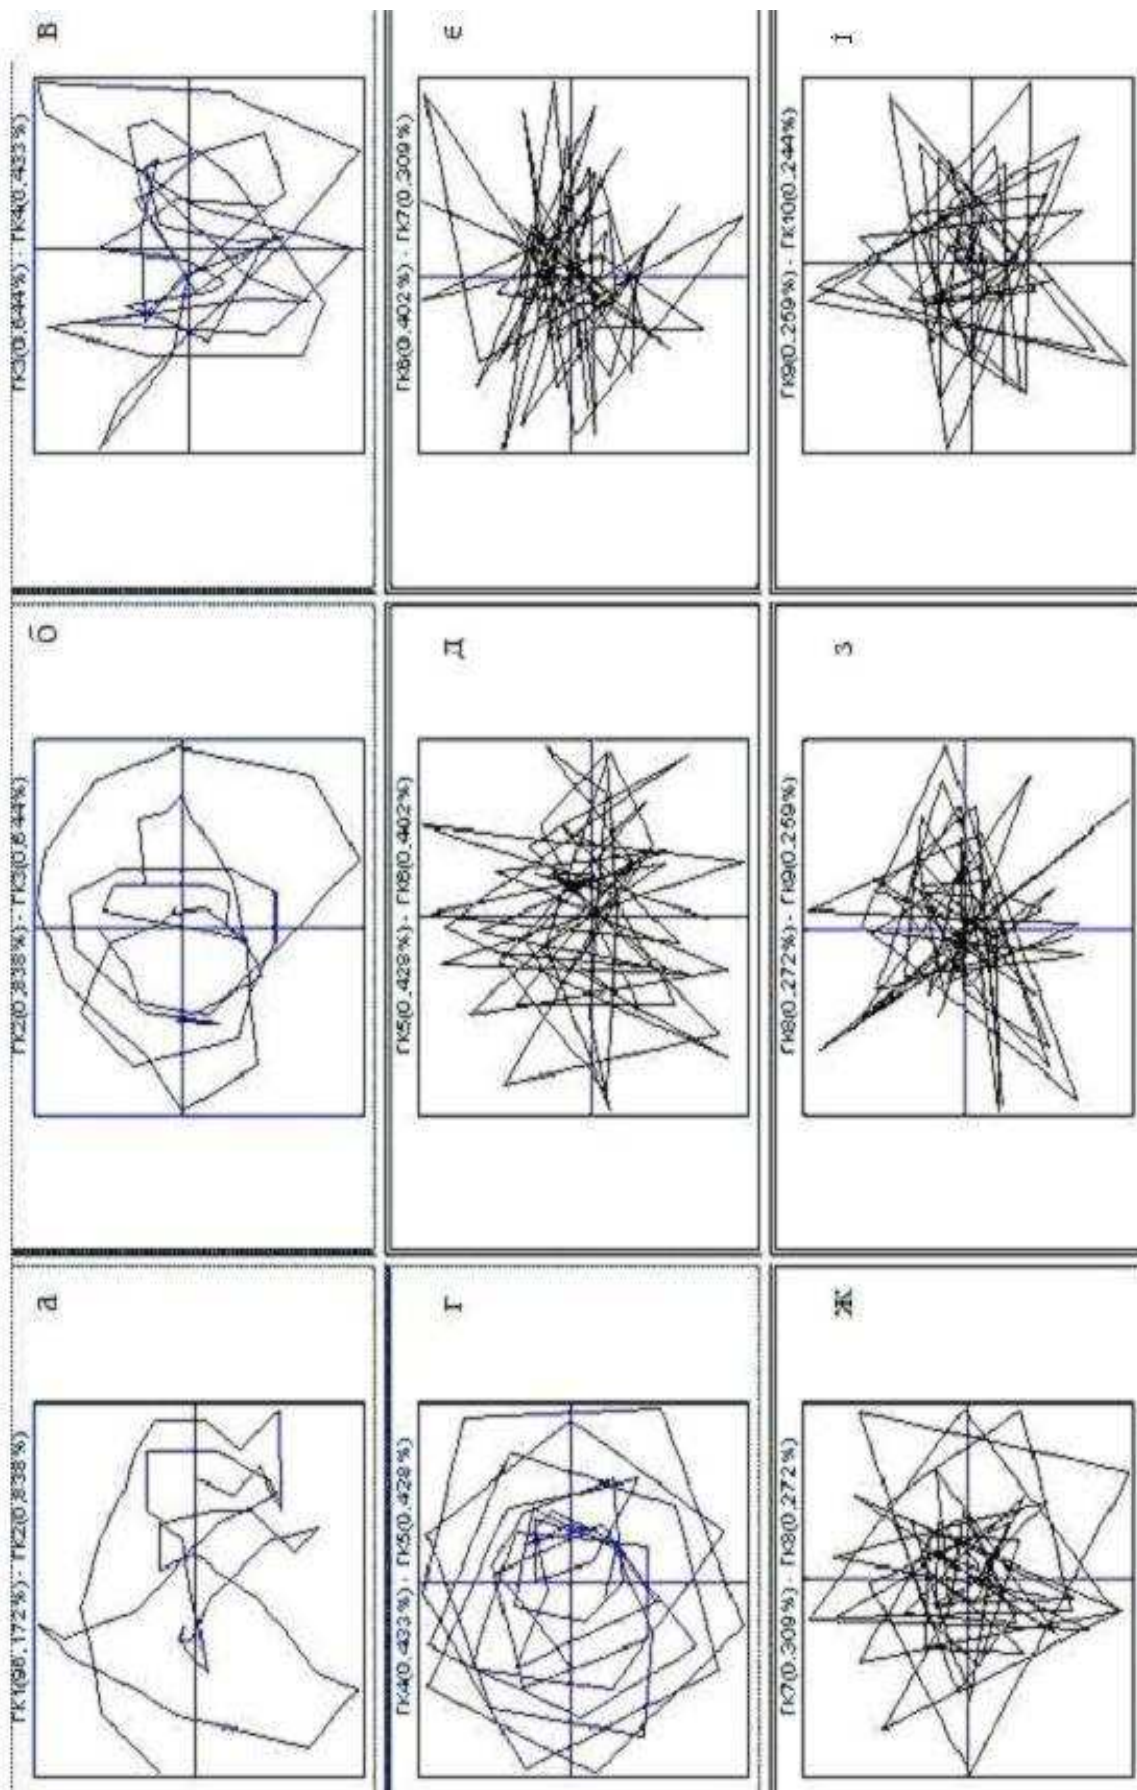 а
ГК1(96,172%) - ГК2(0,838%)
б
ГК2(0,838%) - ГК3(0,644%)
в
ГК3(0,644%) - ГК4(0,433%)
г
ГК4(0,433%) - ГК5(0,428%)
д
ГК5(0,428%) - ГК6(0,402%)
є
ГК6(0,402%) - ГК7(0,309%)
ж
ГК7(0,309%) - ГК8(0,272%)
з
ГК8(0,272%) - ГК9(0,259%)
і
ГК9(0,259%) - ГК10(0,244%)